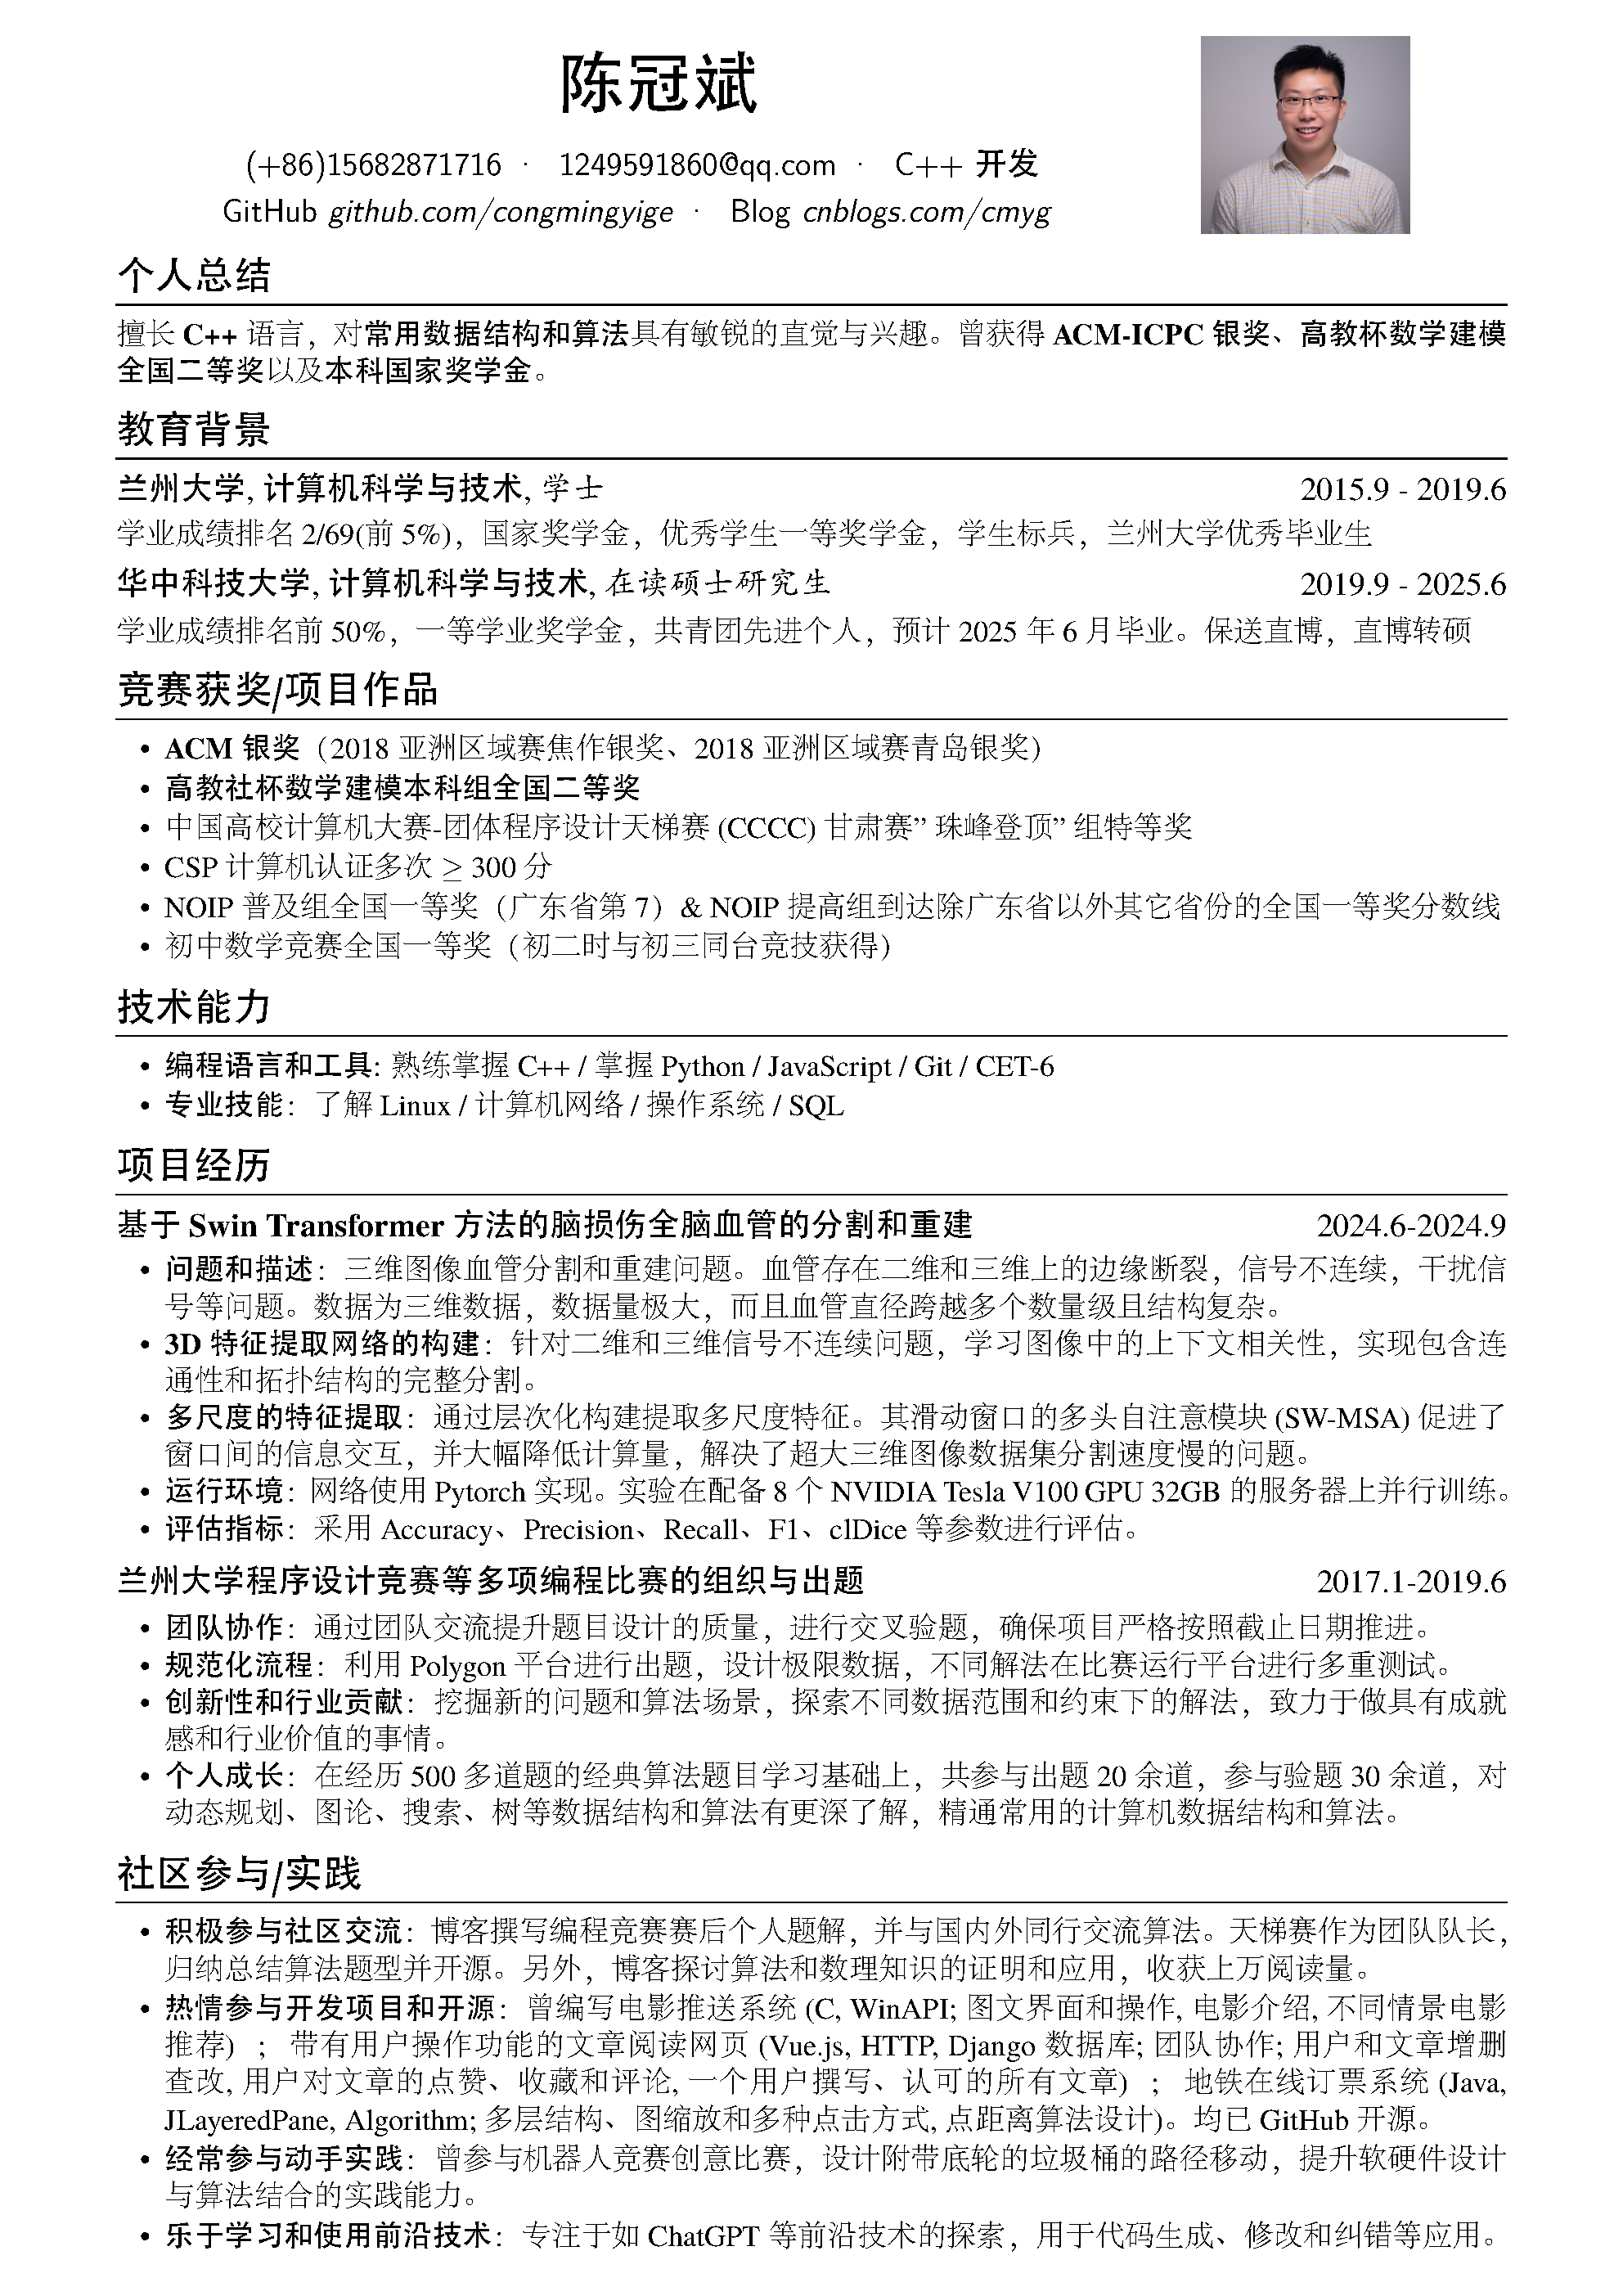 陈冠斌
(+86)15682871716 · 1249591860@qq.com · C++ 开发
GitHub github.com/congmingyige · Blog cnblogs.com/cmyg
个人总结
擅长 C++ 语言，对常用数据结构和算法具有敏锐的直觉与兴趣。曾获得 ACM-ICPC 银奖、高教杯数学建模
全国二等奖以及本科国家奖学金。
教育背景
兰州大学, 计算机科学与技术, 学士 2015.9 - 2019.6
学业成绩排名 2/69(前 5%)，国家奖学金，优秀学生一等奖学金，学生标兵，兰州大学优秀毕业生
华中科技大学, 计算机科学与技术, 在读硕士研究生 2019.9 - 2025.6
学业成绩排名前 50%，一等学业奖学金，共青团先进个人，预计 2025 年 6 月毕业。保送直博，直博转硕
竞赛获奖/项目作品
• ACM 银奖（2018 亚洲区域赛焦作银奖、2018 亚洲区域赛青岛银奖）
• 高教社杯数学建模本科组全国二等奖
• 中国高校计算机大赛-团体程序设计天梯赛 (CCCC) 甘肃赛” 珠峰登顶” 组特等奖
• CSP 计算机认证多次 ≥ 300 分
• NOIP 普及组全国一等奖（广东省第 7）& NOIP 提高组到达除广东省以外其它省份的全国一等奖分数线
• 初中数学竞赛全国一等奖（初二时与初三同台竞技获得）
技术能力
• 编程语言和工具: 熟练掌握 C++ / 掌握 Python / JavaScript / Git / CET-6
• 专业技能：了解 Linux / 计算机网络 / 操作系统 / SQL
项目经历
基于 Swin Transformer 方法的脑损伤全脑血管的分割和重建 2024.6-2024.9
• 问题和描述：三维图像血管分割和重建问题。血管存在二维和三维上的边缘断裂，信号不连续，干扰信
号等问题。数据为三维数据，数据量极大，而且血管直径跨越多个数量级且结构复杂。
• 3D 特征提取网络的构建：针对二维和三维信号不连续问题，学习图像中的上下文相关性，实现包含连
通性和拓扑结构的完整分割。
• 多尺度的特征提取：通过层次化构建提取多尺度特征。其滑动窗口的多头自注意模块 (SW-MSA) 促进了
窗口间的信息交互，并大幅降低计算量，解决了超大三维图像数据集分割速度慢的问题。
• 运行环境：网络使用 Pytorch 实现。实验在配备 8 个 NVIDIA Tesla V100 GPU 32GB 的服务器上并行训练。
• 评估指标：采用 Accuracy、Precision、Recall、F1、clDice 等参数进行评估。
兰州大学程序设计竞赛等多项编程比赛的组织与出题 2017.1-2019.6
• 团队协作：通过团队交流提升题目设计的质量，进行交叉验题，确保项目严格按照截止日期推进。
• 规范化流程：利用 Polygon 平台进行出题，设计极限数据，不同解法在比赛运行平台进行多重测试。
• 创新性和行业贡献：挖掘新的问题和算法场景，探索不同数据范围和约束下的解法，致力于做具有成就
感和行业价值的事情。
• 个人成长：在经历 500 多道题的经典算法题目学习基础上，共参与出题 20 余道，参与验题 30 余道，对
动态规划、图论、搜索、树等数据结构和算法有更深了解，精通常用的计算机数据结构和算法。
社区参与/实践
• 积极参与社区交流：博客撰写编程竞赛赛后个人题解，并与国内外同行交流算法。天梯赛作为团队队长，
归纳总结算法题型并开源。另外，博客探讨算法和数理知识的证明和应用，收获上万阅读量。
• 热情参与开发项目和开源：曾编写电影推送系统 (C, WinAPI; 图文界面和操作, 电影介绍, 不同情景电影
推荐）； 带有用户操作功能的文章阅读网页 (Vue.js, HTTP, Django 数据库; 团队协作; 用户和文章增删
查改, 用户对文章的点赞、收藏和评论, 一个用户撰写、认可的所有文章）； 地铁在线订票系统 (Java,
JLayeredPane, Algorithm; 多层结构、图缩放和多种点击方式, 点距离算法设计)。均已 GitHub 开源。
• 经常参与动手实践：曾参与机器人竞赛创意比赛，设计附带底轮的垃圾桶的路径移动，提升软硬件设计
与算法结合的实践能力。
• 乐于学习和使用前沿技术：专注于如 ChatGPT 等前沿技术的探索，用于代码生成、修改和纠错等应用。